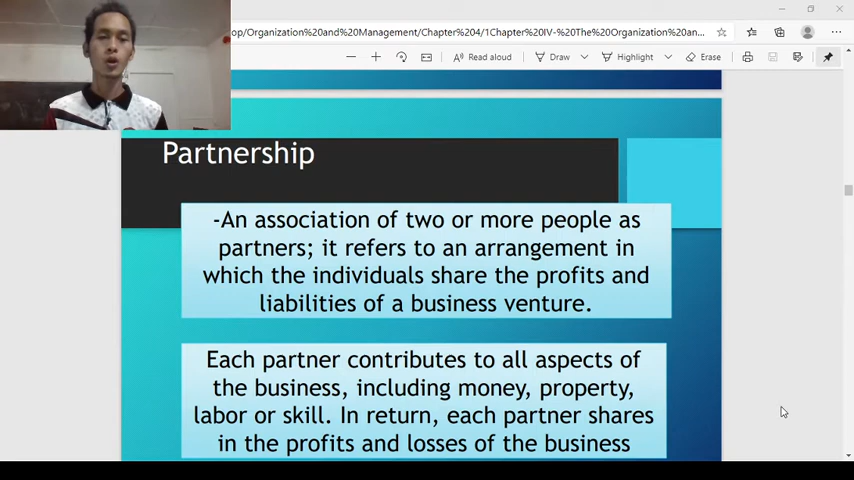 op/Organization%20and%20Management/Chapter%204/1Chapter%20IV-%20The%20Organization%20an...
Read aloud
Draw
Highlight
Erase
Partnership
-An association of two or more people as
partners; it refers to an arrangement in
which the individuals share the profits and
liabilities of a business venture.
Each partner contributes to all aspects of
the business, including money, property,
labor or skill. In return, each partner shares
in the profits and losses of the business